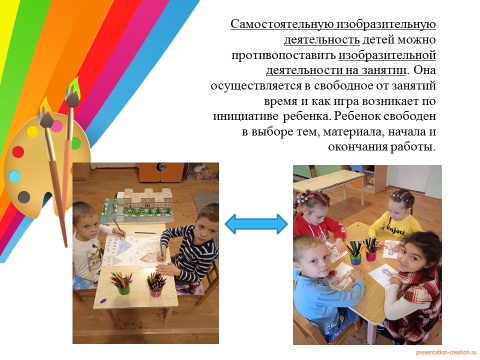 Самостоятельную изобразительную
деятельность детей можно
противопоставить изобразительной
деятельности на занятии. Она
осуществляется в свободное от занятий
время и как игра возникает по
инициативе ребенка. Ребенок свободен
в выборе тем, материала, начала и
окончания работы.
presentation-creation.ru